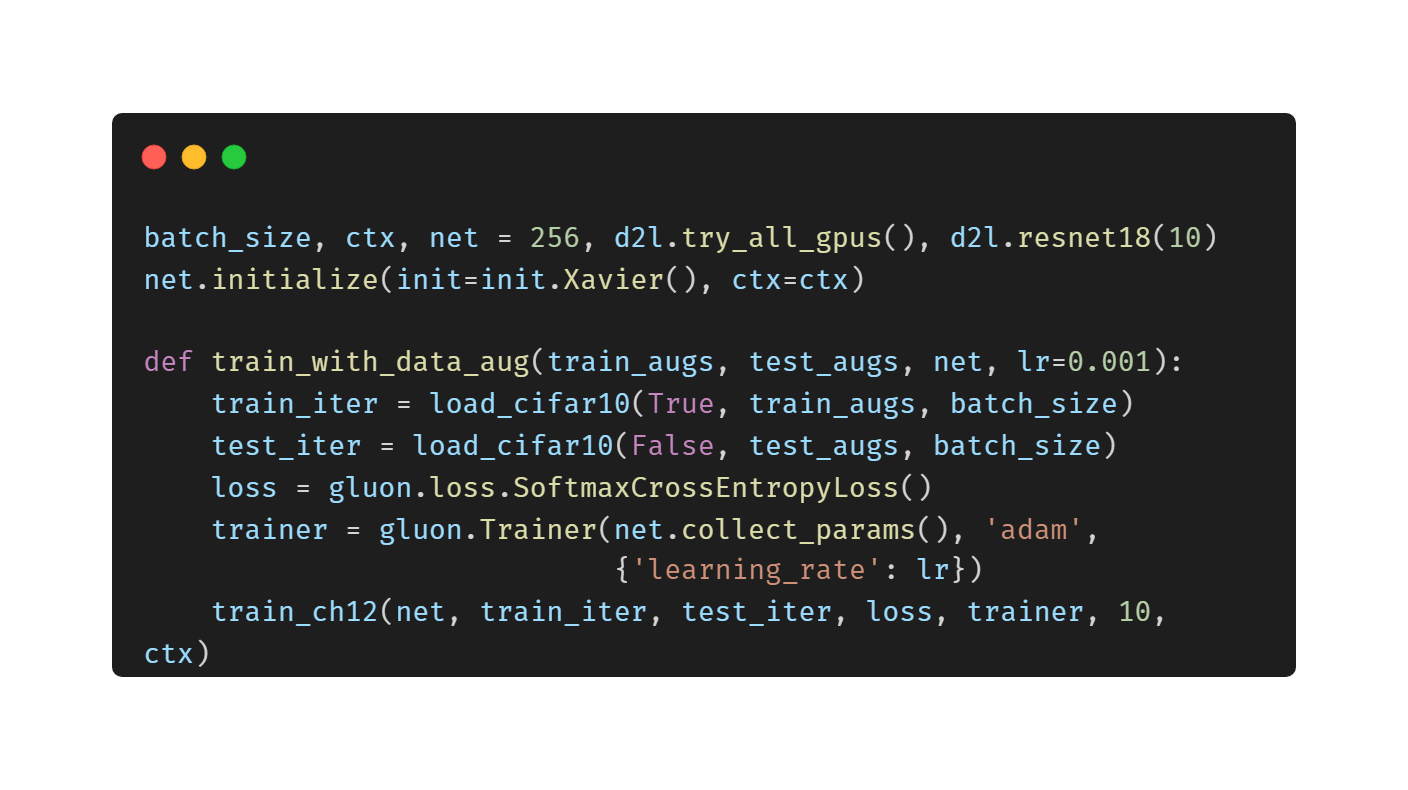 batch_size, ctx, net = 256, d2l.try_all_gpus(), d2l.resnet18(10)
net.initialize(init=init.Xavier(), ctx=ctx)

def train_with_data_aug(train_augs, test_augs, net, lr=0.001):
    train_iter = load_cifar10(True, train_augs, batch_size)
    test_iter = load_cifar10(False, test_augs, batch_size)
    loss = gluon.loss.SoftmaxCrossEntropyLoss()
    trainer = gluon.Trainer(net.collect_params(), 'adam',
                            {'learning_rate': lr})
    train_ch12(net, train_iter, test_iter, loss, trainer, 10,
ctx)